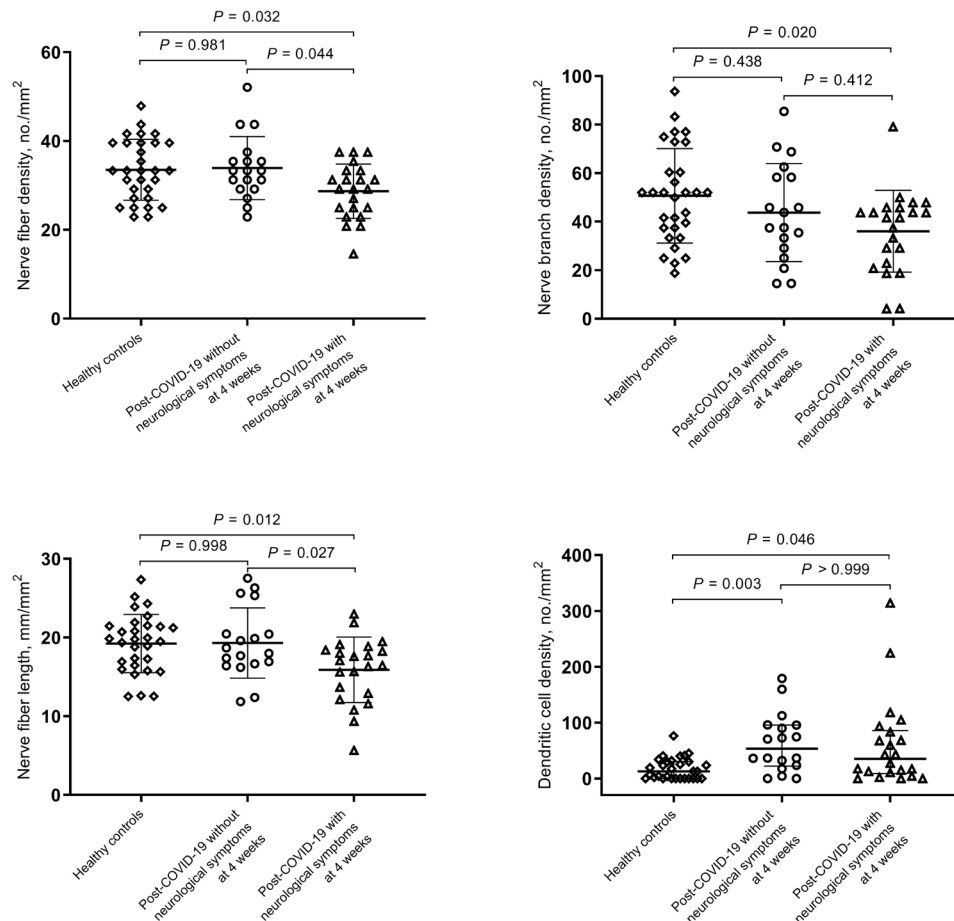 P = 0.032
P = 0.981
P = 0.044
60
40
20
0
Nerve fiber density, no./mm²
Healthy controls
Post-COVID-19 without
neurological symptoms
at 4 weeks
Post-COVID-19 with
neurological symptoms
at 4 weeks
P = 0.020
P = 0.438
P = 0.412
100
80
60
40
20
0
Nerve branch density, no./mm²
Healthy controls
Post-COVID-19 without
neurological symptoms
at 4 weeks
Post-COVID-19 with
neurological symptoms
at 4 weeks
P = 0.012
P = 0.998
P = 0.027
30
20
10
0
Nerve fiber length, mm/mm²
Healthy controls
Post-COVID-19 without
neurological symptoms
at 4 weeks
Post-COVID-19 with
neurological symptoms
at 4 weeks
P = 0.046
P > 0.999
P = 0.003
400
300
200
100
0
Dendritic cell density, no./mm²
Healthy controls
Post-COVID-19 without
neurological symptoms
at 4 weeks
Post-COVID-19 with
neurological symptoms
at 4 weeks